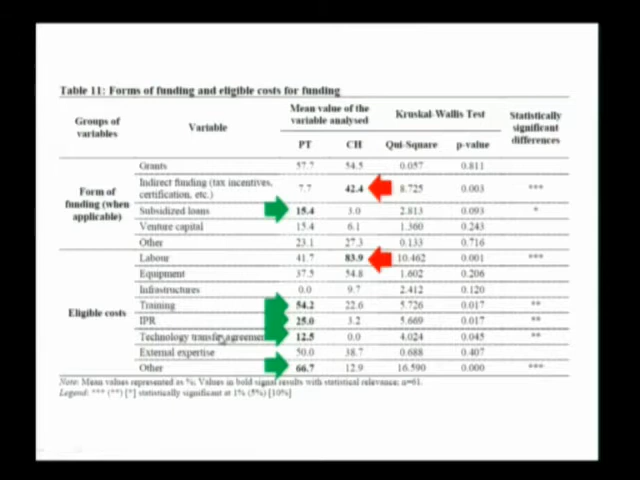 Table 11: Forms of funding and eligible costs for funding
Groups of variables Variable Mean value of the variable analysed Kruskal-Wallis Test Statistically significant differences
PT CH Qui-Square p-value
Form of funding (when applicable)
Grants 57.7 54.5 0.057 0.811
Indirect funding (tax incentives, certification, etc.) 7.7 42.4 8.725 0.003 ***
Subsidized loans 15.4 3.0 2.813 0.093 *
Venture capital 15.4 6.1 1.360 0.243
Other 23.1 27.3 0.133 0.716
Eligible costs
Labour 41.7 83.9 10.462 0.001 ***
Equipment 37.5 54.8 1.602 0.206
Infrastructures 0.0 9.7 2.412 0.120
Training 54.2 22.6 5.726 0.017 **
IPR 25.0 3.2 5.669 0.017 **
Technology transfer agreement 12.5 0.0 4.024 0.045 **
External expertise 50.0 38.7 0.688 0.407
Other 66.7 12.9 16.590 0.000 ***
Note: Mean values represented as %; Values in bold signal results with statistical relevance; n=61.
Legend: *** (**) [*] statistically significant at 1% (5%) [10%]